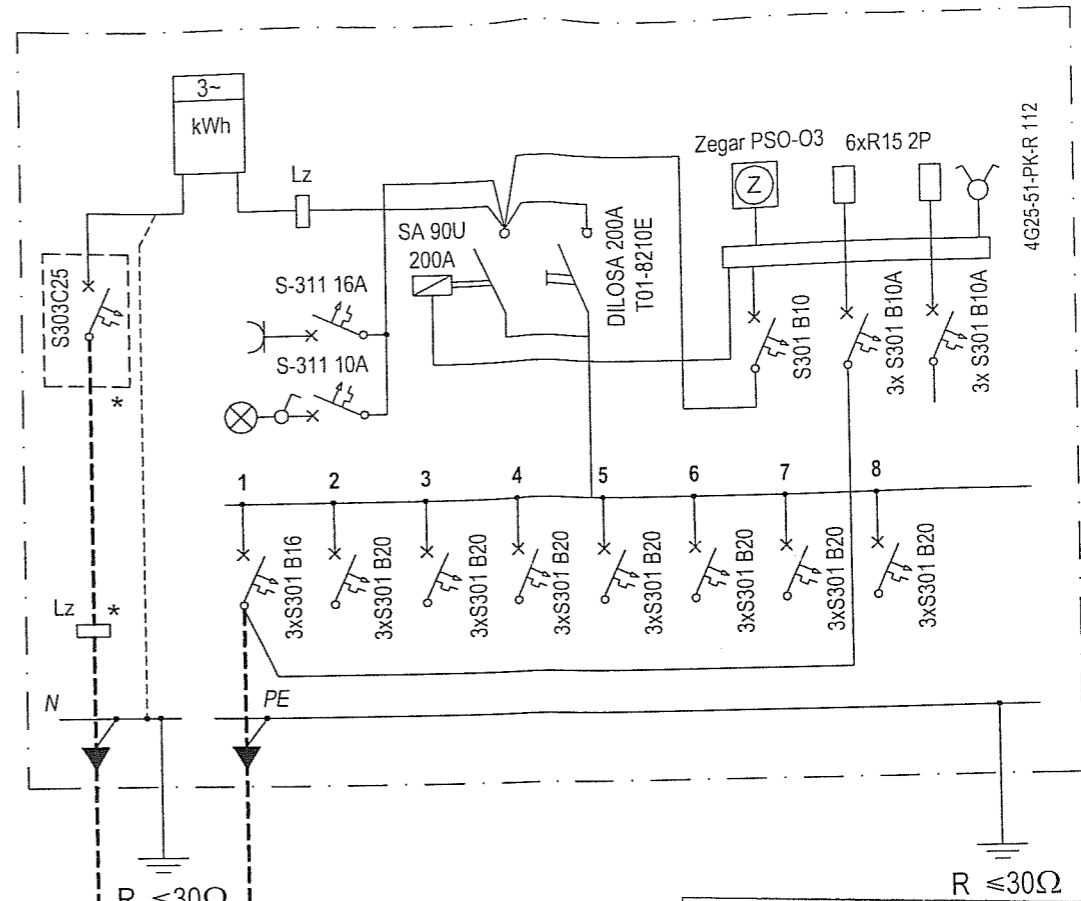 3~
kWh
Lz
S303C25
*
S-311 16A
S-311 10A
SA 90U
200A
DILOSA 200A
T01-8210E
Zegar PSO-O3
Z
6xR15 2P
4G25-51-PK-R 112
S301 B10
3x S301 B10A
3x S301 B10A
1
2
3
4
5
6
7
8
3xS301 B16
3xS301 B20
3xS301 B20
3xS301 B20
3xS301 B20
3xS301 B20
3xS301 B20
3xS301 B20
Lz
*
N
PE
R ≤30Ω
R ≤30Ω